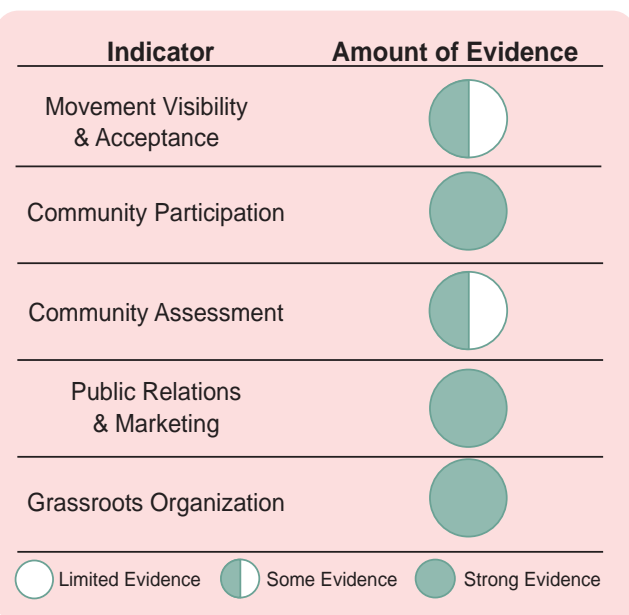 Indicator Amount of Evidence
Movement Visibility
& Acceptance
Community Participation
Community Assessment
Public Relations
& Marketing
Grassroots Organization
Limited Evidence Some Evidence Strong Evidence